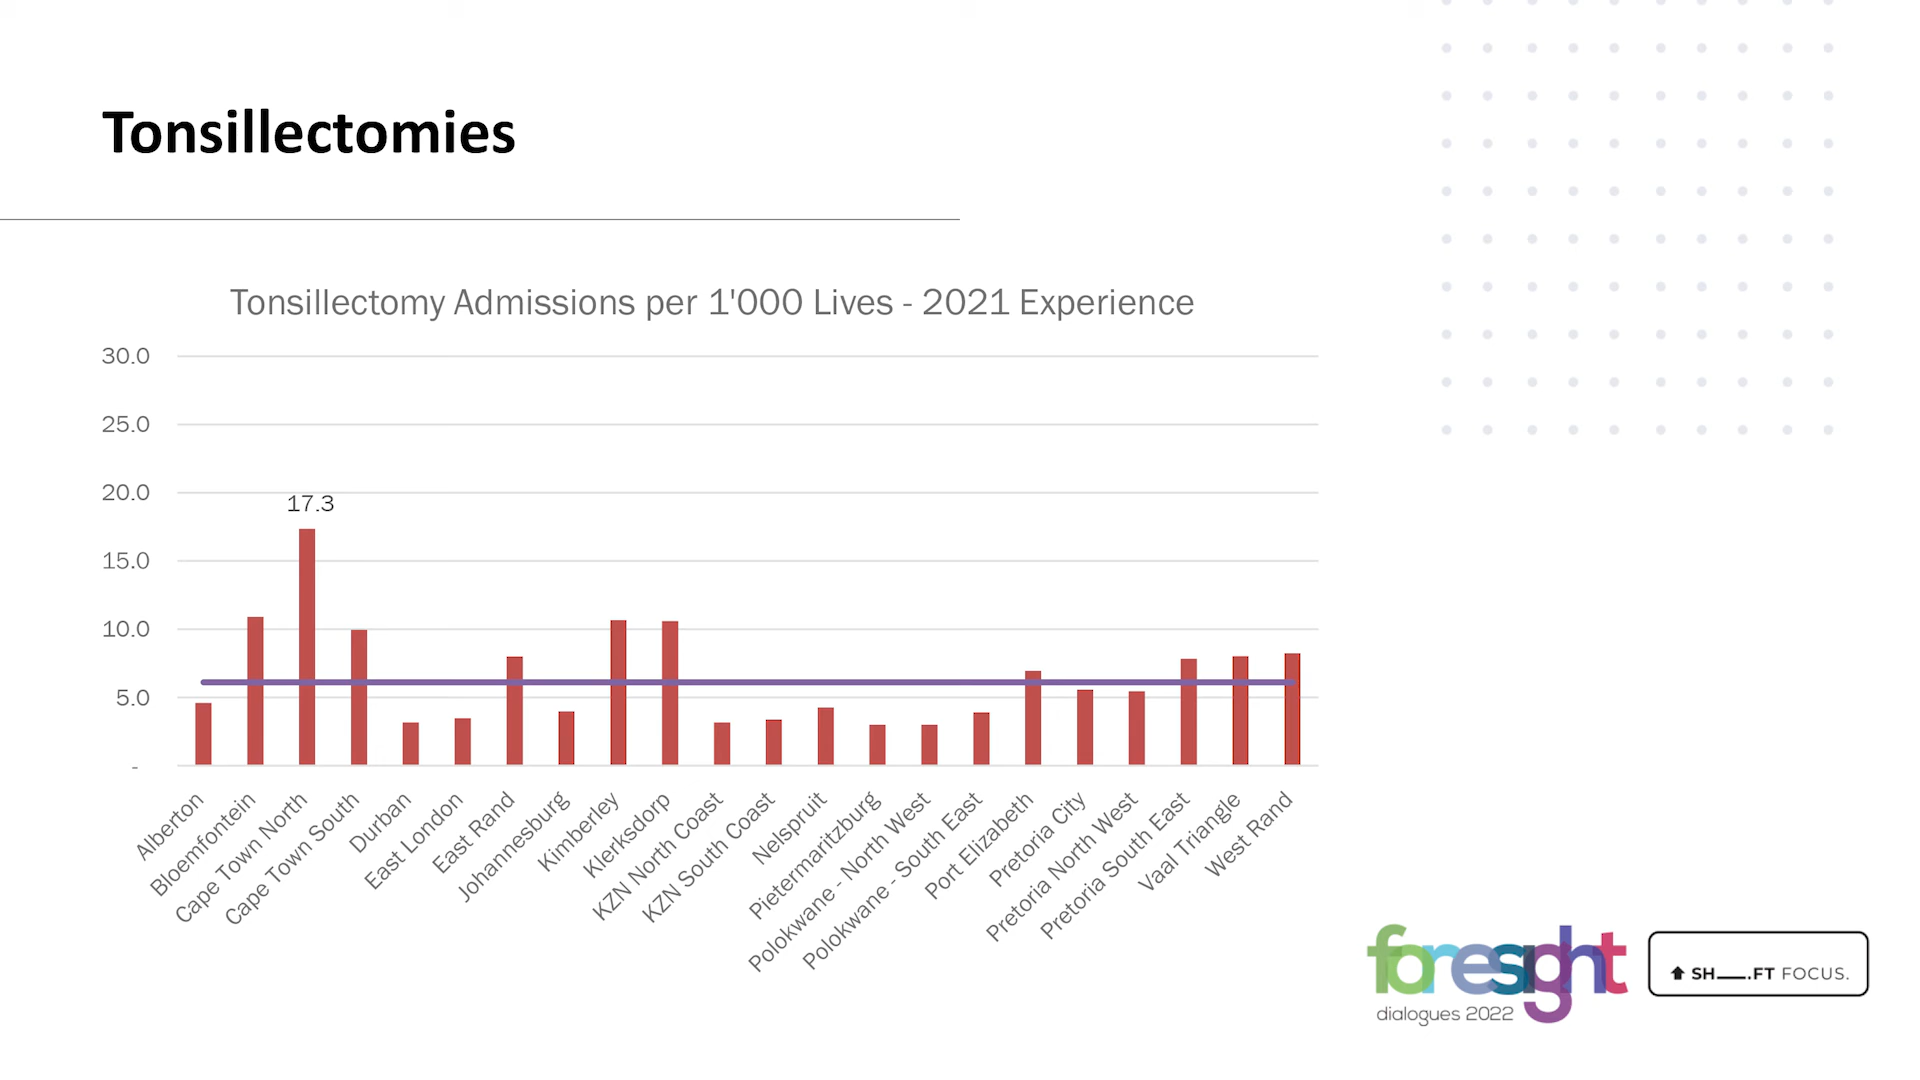 Tonsillectomies
Tonsillectomy Admissions per 1'000 Lives - 2021 Experience
30.0
25.0
20.0
17.3
15.0
10.0
5.0
-
Alberton
Bloemfontein
Cape Town North
Cape Town South
Durban
East London
East Rand
Johannesburg
Kimberley
Klerksdorp
KZN North Coast
KZN South Coast
Nelspruit
Pietermaritzburg
Polokwane - North West
Polokwane - South East
Port Elizabeth
Pretoria City
Pretoria North West
Pretoria South East
Vaal Triangle
West Rand
foresight
dialogues 2022
SH__.FT FOCUS.